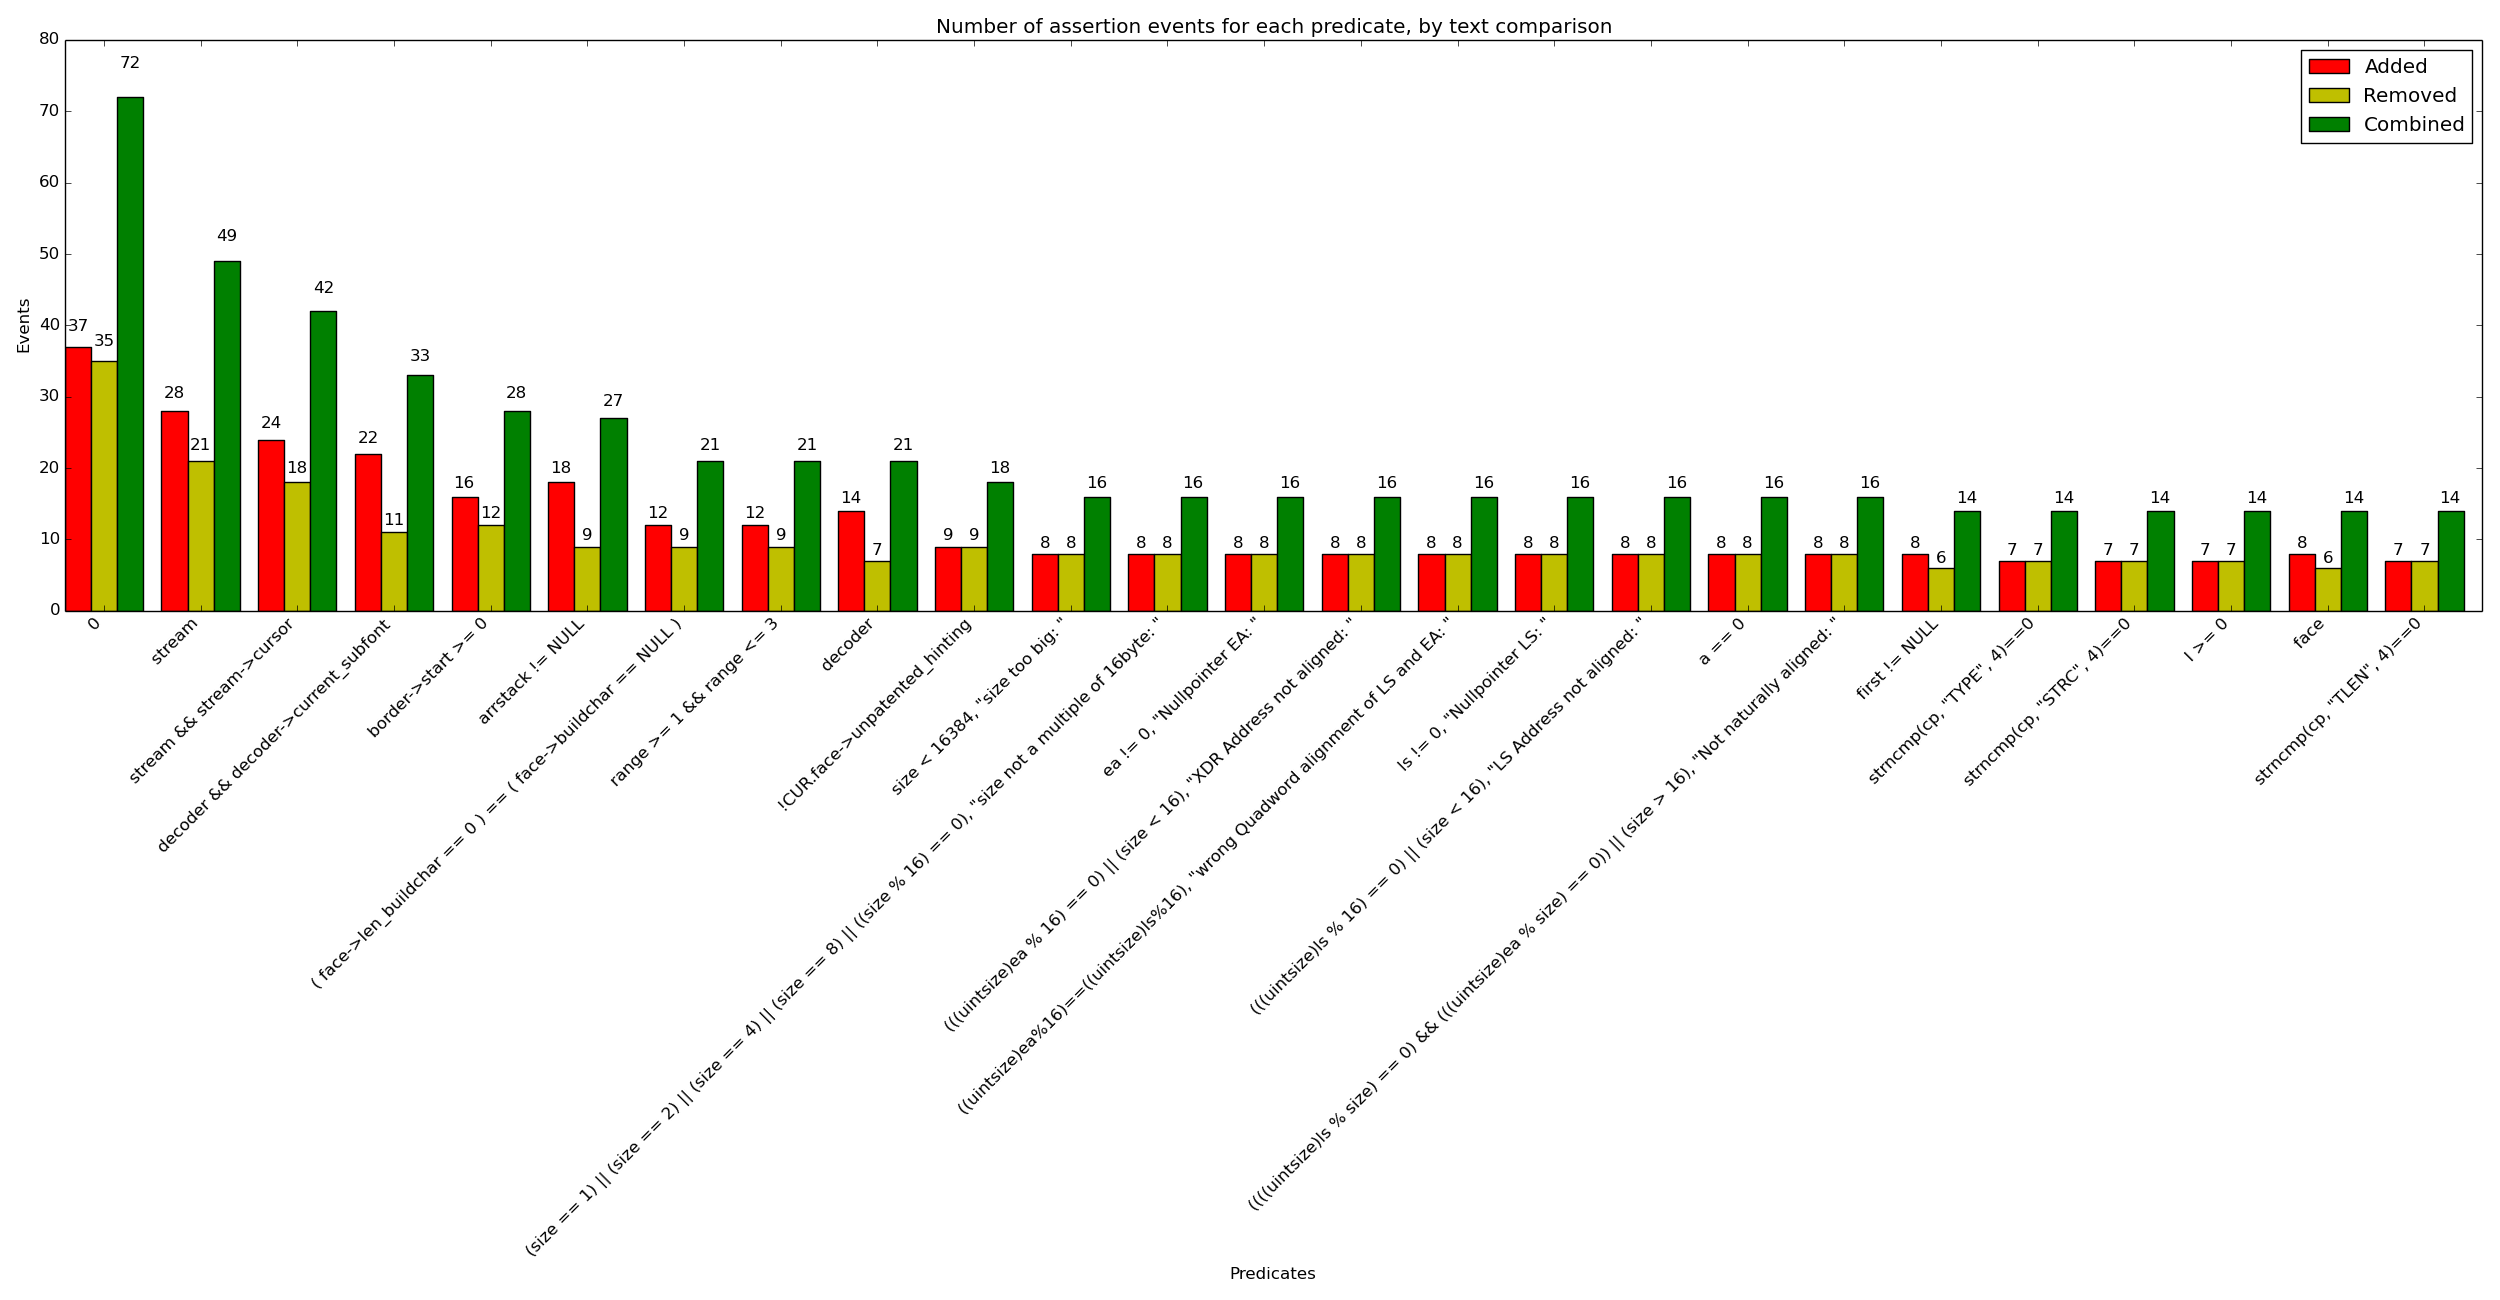 Number of assertion events for each predicate, by text comparison
80
70
60
50
40
30
20
10
0
Events
Added
Removed
Combined
37 35 72
28 21 49
24 18 42
22 11 33
16 12 28
18 9 27
12 9 21
12 9 21
14 7 21
9 9 18
8 8 16
8 8 16
8 8 16
8 8 16
8 8 16
8 8 16
8 8 16
8 8 16
8 8 16
8 6 14
7 7 14
7 7 14
7 7 14
8 6 14
7 7 14
0
stream
stream && stream->cursor
decoder && decoder->current_subfont
border->start >= 0
arrstack != NULL
( face->len_buildchar == 0 ) == ( face->buildchar == NULL )
range >= 1 && range <= 3
decoder
!CUR.face->unpatented_hinting
size < 16384, "size too big: "
(size == 1) || (size == 2) || (size == 4) || (size == 8) || ((size % 16) == 0), "size not a multiple of 16byte: "
ea != 0, "Nullpointer EA: "
(((uintsize)ea % 16) == 0) || (size < 16), "XDR Address not aligned: "
((uintsize)ea%16)==((uintsize)ls%16), "wrong Quadword alignment of LS and EA: "
ls != 0, "Nullpointer LS: "
(((uintsize)ls % 16) == 0) || (size < 16), "LS Address not aligned: "
a == 0
((((uintsize)ls % size) == 0) && (((uintsize)ea % size) == 0)) || (size > 16), "Not naturally aligned: "
first != NULL
strncmp(cp, "TYPE", 4)==0
strncmp(cp, "STRC", 4)==0
l >= 0
face
strncmp(cp, "TLEN", 4)==0
Predicates